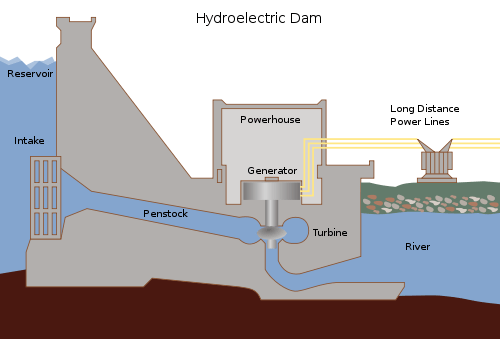 Hydroelectric Dam
Reservoir
Long Distance
Power Lines
Powerhouse
Intake
Generator
Penstock
Turbine
River